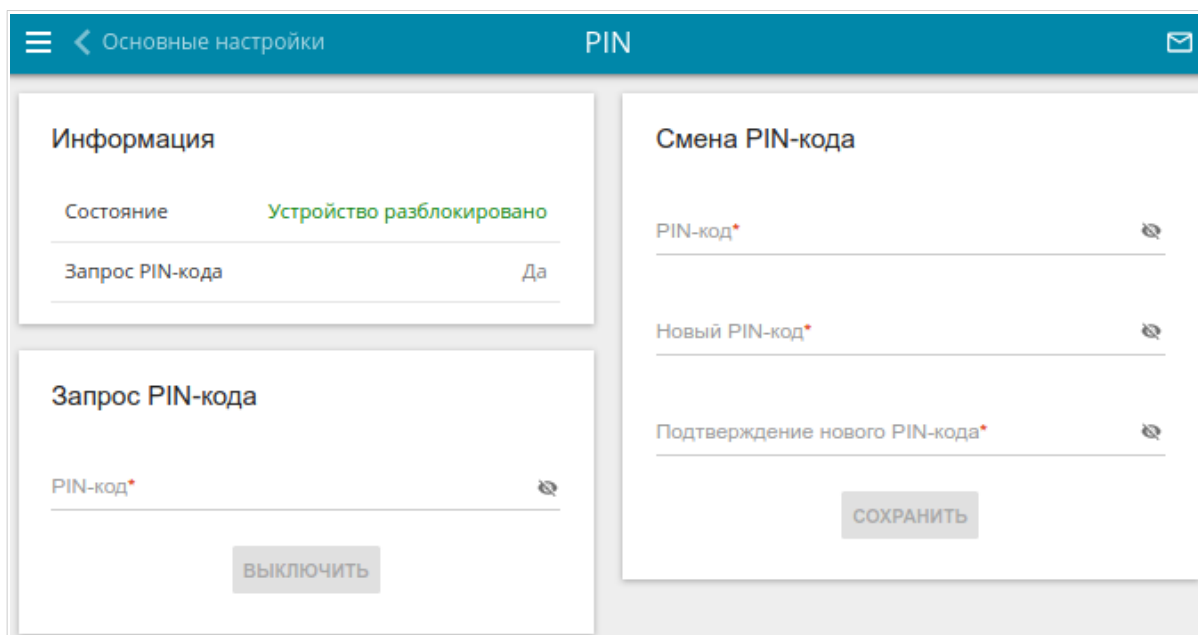 Основные настройки
PIN
Информация
Состояние Устройство разблокировано
Запрос PIN-кода Да
Запрос PIN-кода
PIN-код*
ВЫКЛЮЧИТЬ
Смена PIN-кода
PIN-код*
Новый PIN-код*
Подтверждение нового PIN-кода*
СОХРАНИТЬ